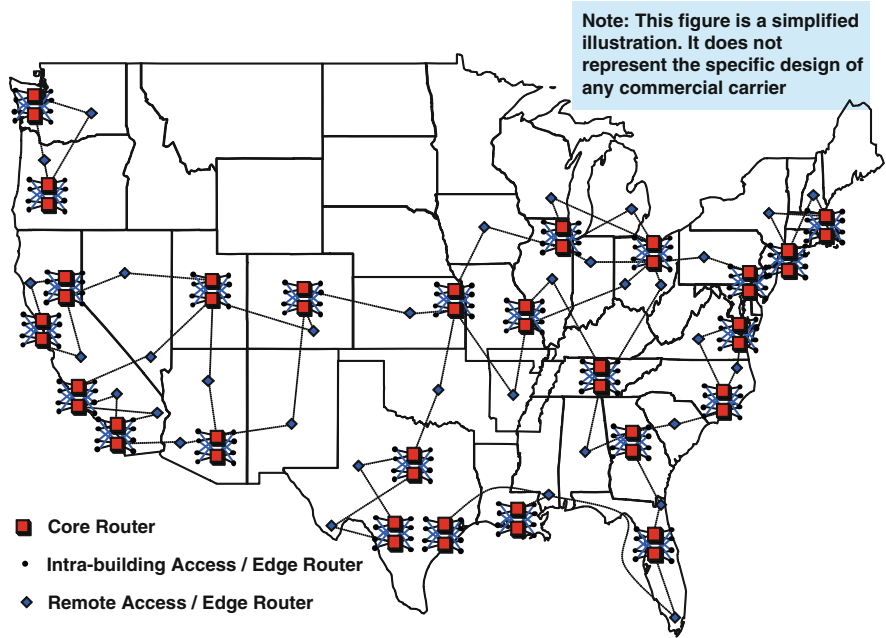 Note: This figure is a simplified
illustration. It does not
represent the specific design of
any commercial carrier
Core Router
Intra-building Access / Edge Router
Remote Access / Edge Router